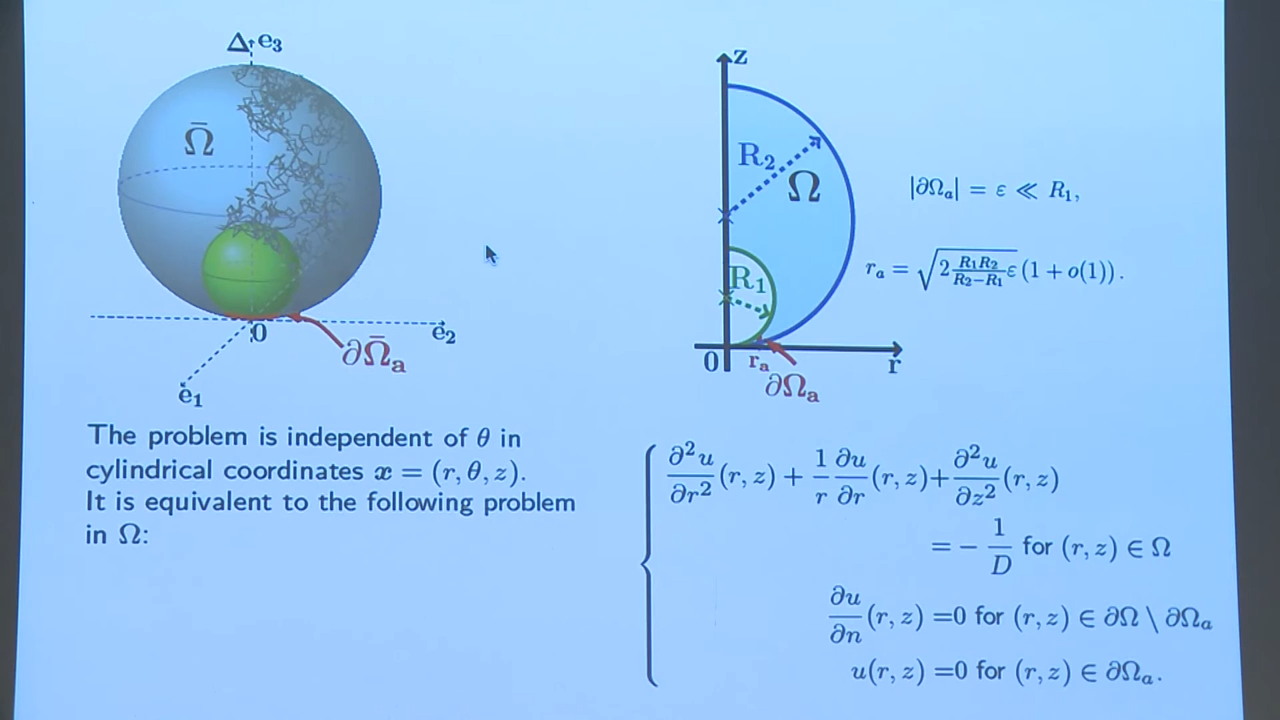 Δ e₃
Ω̄
0
e₂
∂Ω̄ₐ
e₁
z
R₂
Ω
R₁
0
rₐ
r
∂Ωₐ
|∂Ωₐ| = ε ≪ R₁,
rₐ = √(2 R₁R₂/(R₂−R₁) ε) (1 + o(1)).
The problem is independent of θ in
cylindrical coordinates x = (r, θ, z).
It is equivalent to the following problem
in Ω:
∂²u/∂r² (r, z) + 1/r ∂u/∂r (r, z) + ∂²u/∂z² (r, z)
= − 1/D for (r, z) ∈ Ω
∂u/∂n (r, z) =0 for (r, z) ∈ ∂Ω \ ∂Ωₐ
u(r, z) =0 for (r, z) ∈ ∂Ωₐ.